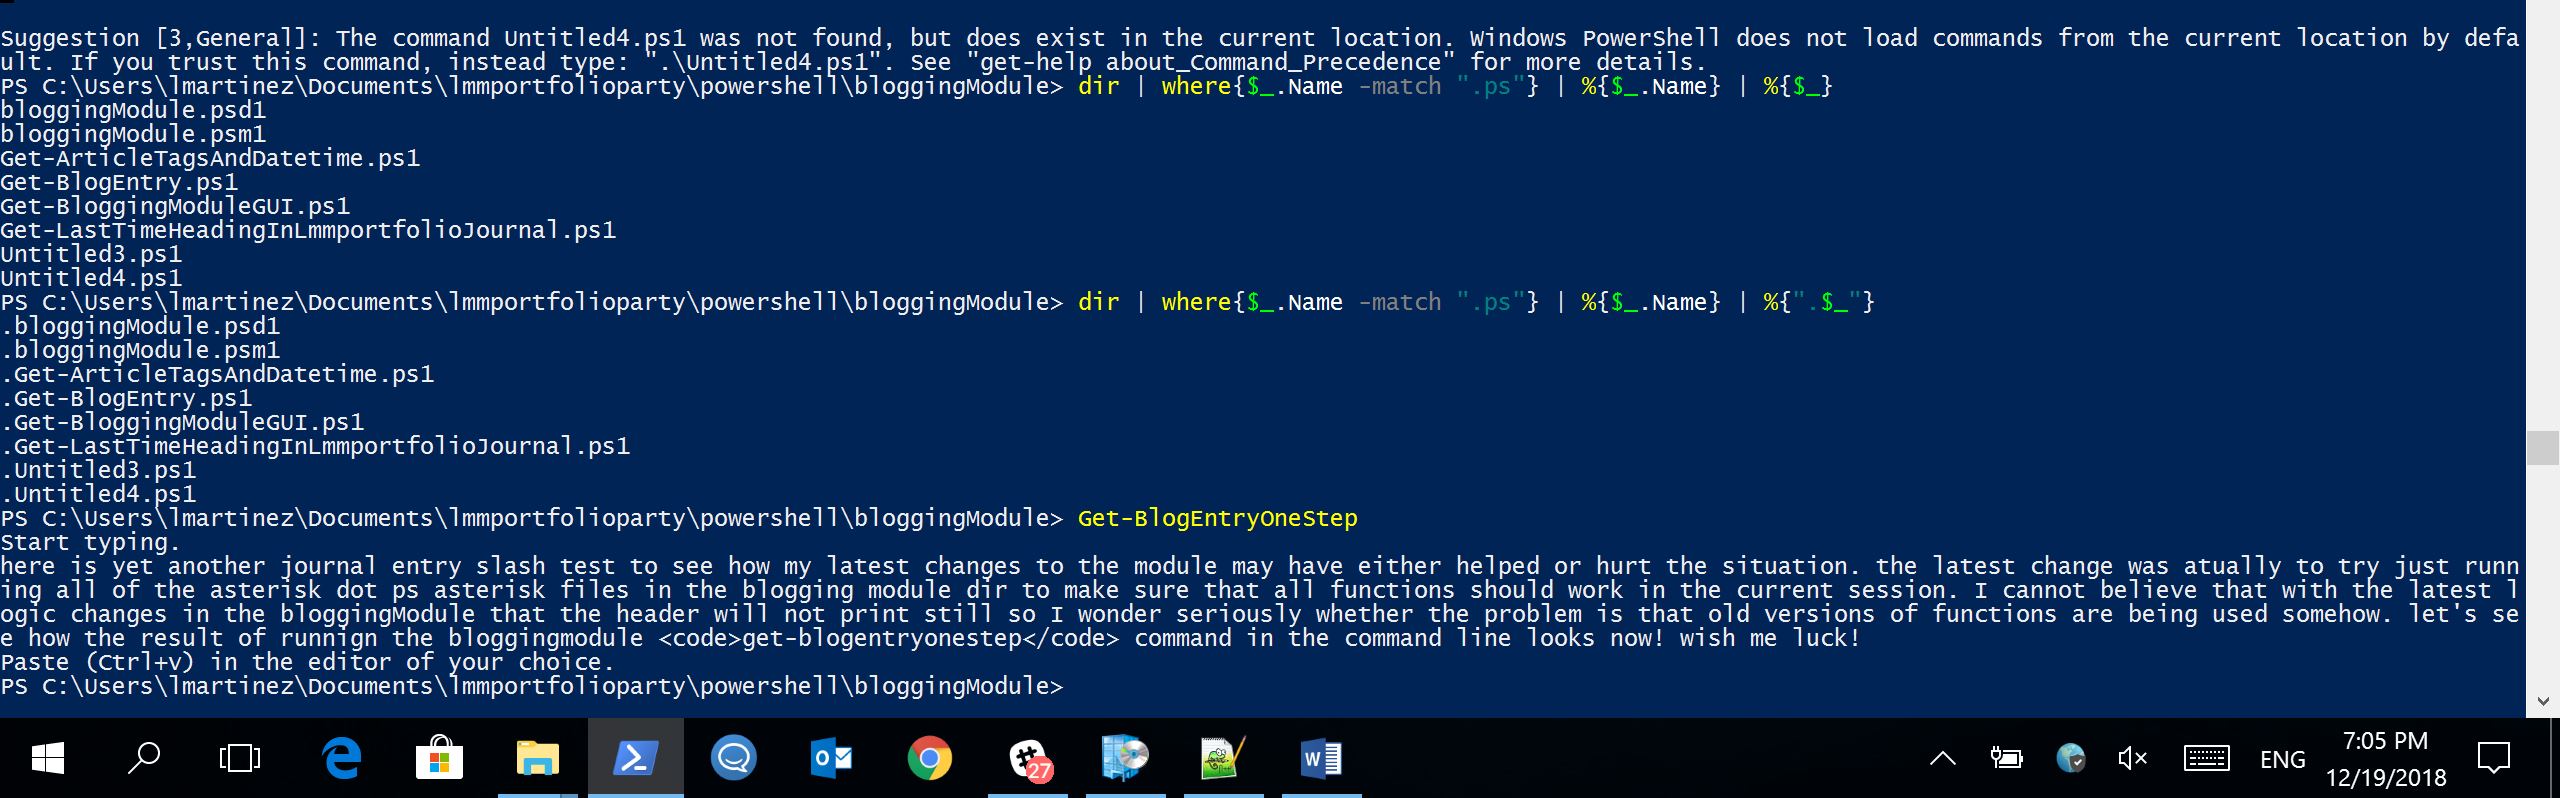 Suggestion [3,General]: The command Untitled4.ps1 was not found, but does exist in the current location. Windows PowerShell does not load commands from the current location by defa
ult. If you trust this command, instead type: ".\Untitled4.ps1". See "get-help about_Command_Precedence" for more details.
PS C:\Users\lmartinez\Documents\lmmportfolioparty\powershell\bloggingModule> dir | where{$_.Name -match ".ps"} | %{$_.Name} | %{$_}
bloggingModule.psd1
bloggingModule.psm1
Get-ArticleTagsAndDatetime.ps1
Get-BlogEntry.ps1
Get-BloggingModuleGUI.ps1
Get-LastTimeHeadingInLmmportfolioJournal.ps1
Untitled3.ps1
Untitled4.ps1
PS C:\Users\lmartinez\Documents\lmmportfolioparty\powershell\bloggingModule> dir | where{$_.Name -match ".ps"} | %{$_.Name} | %{".$_"}
.bloggingModule.psd1
.bloggingModule.psm1
.Get-ArticleTagsAndDatetime.ps1
.Get-BlogEntry.ps1
.Get-BloggingModuleGUI.ps1
.Get-LastTimeHeadingInLmmportfolioJournal.ps1
.Untitled3.ps1
.Untitled4.ps1
PS C:\Users\lmartinez\Documents\lmmportfolioparty\powershell\bloggingModule> Get-BlogEntryOneStep
Start typing.
here is yet another journal entry slash test to see how my latest changes to the module may have either helped or hurt the situation. the latest change was atually to try just runn
ing all of the asterisk dot ps asterisk files in the blogging module dir to make sure that all functions should work in the current session. I cannot believe that with the latest l
ogic changes in the bloggingModule that the header will not print still so I wonder seriously whether the problem is that old versions of functions are being used somehow. let's se
e how the result of runnign the bloggingmodule <code>get-blogentryonestep</code> command in the command line looks now! wish me luck!
Paste (Ctrl+v) in the editor of your choice.
PS C:\Users\lmartinez\Documents\lmmportfolioparty\powershell\bloggingModule>
27
ENG
7:05 PM
12/19/2018